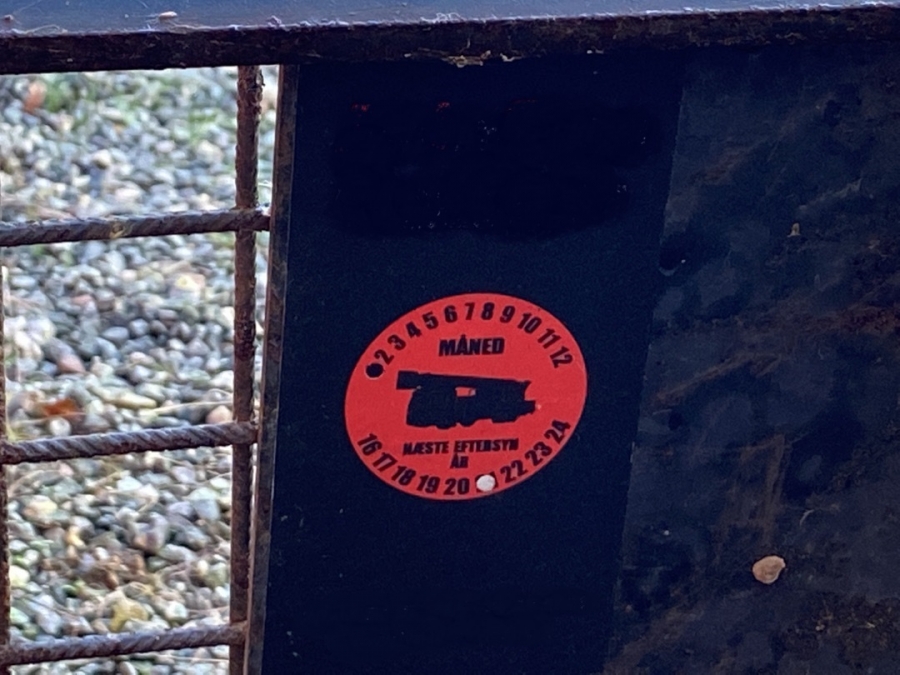 2 3 4 5 6 7 8 9 10 11 12
MÅNED
NÆSTE EFTERSYN
ÅR
16 17 18 19 20 22 23 24